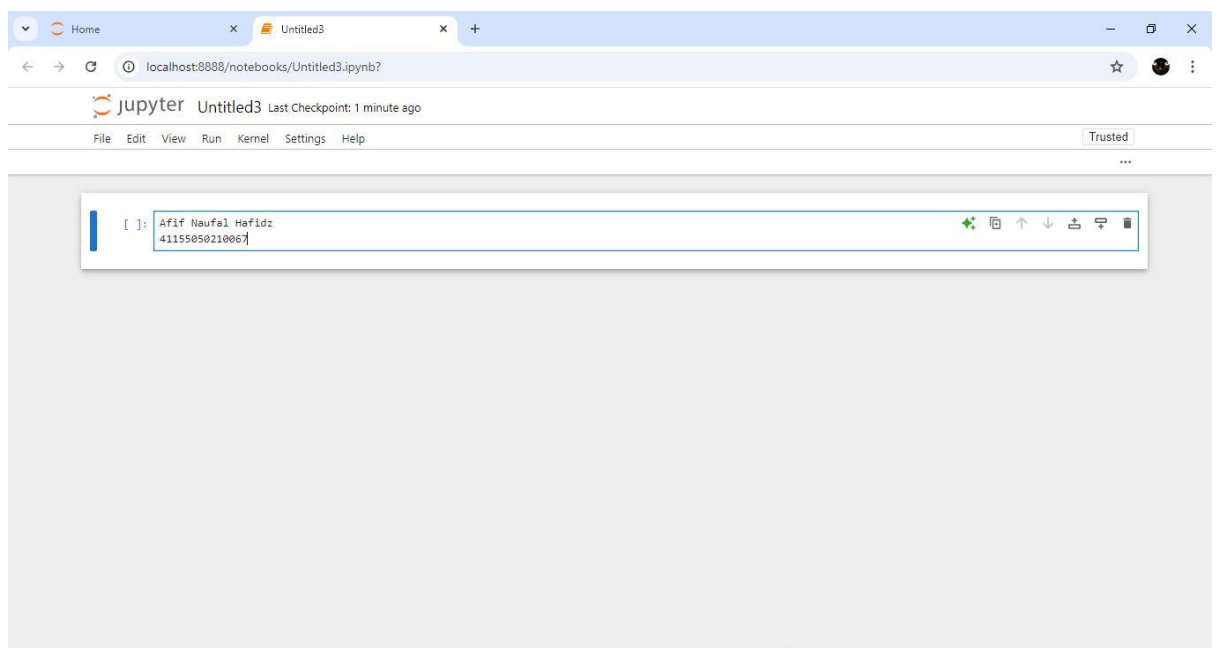 Home
Untitled3
localhost:8888/notebooks/Untitled3.ipynb?
jupyter Untitled3 Last Checkpoint: 1 minute ago
File Edit View Run Kernel Settings Help Trusted
[ ]: Afif Naufal Hafidz
41155050210067